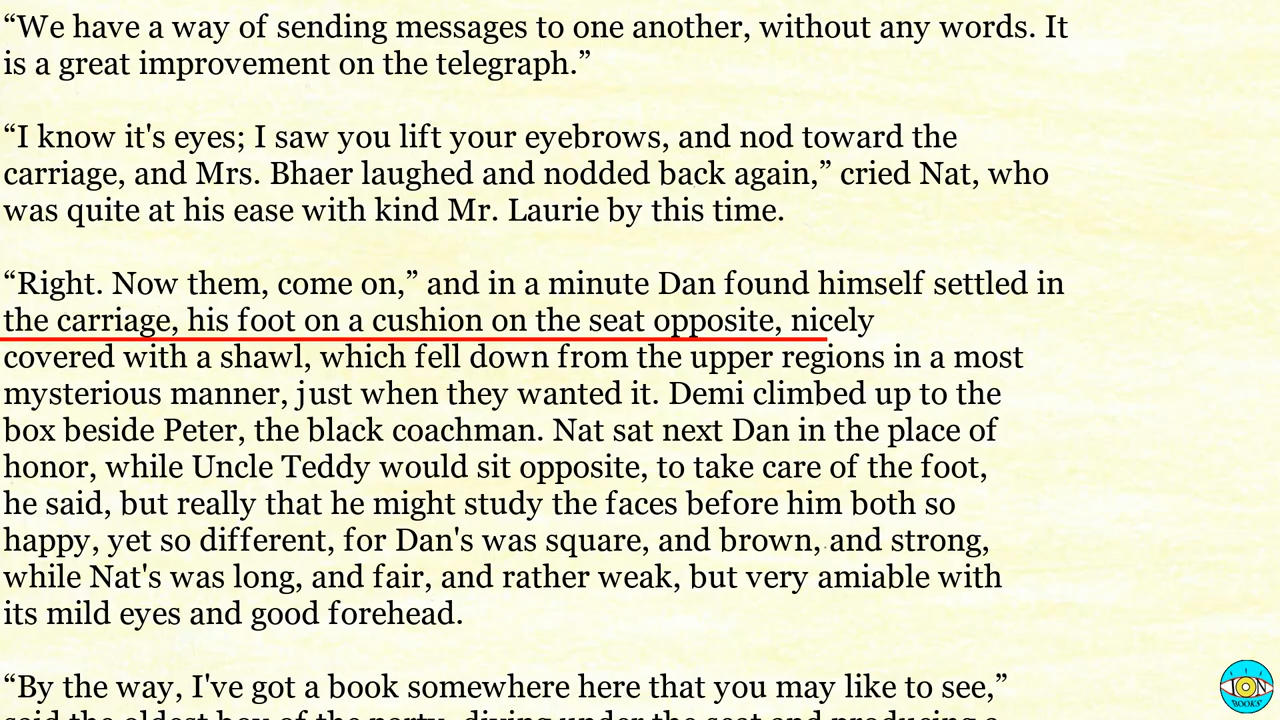 “We have a way of sending messages to one another, without any words. It
is a great improvement on the telegraph.”
“I know it's eyes; I saw you lift your eyebrows, and nod toward the
carriage, and Mrs. Bhaer laughed and nodded back again,” cried Nat, who
was quite at his ease with kind Mr. Laurie by this time.
“Right. Now them, come on,” and in a minute Dan found himself settled in
the carriage, his foot on a cushion on the seat opposite, nicely
covered with a shawl, which fell down from the upper regions in a most
mysterious manner, just when they wanted it. Demi climbed up to the
box beside Peter, the black coachman. Nat sat next Dan in the place of
honor, while Uncle Teddy would sit opposite, to take care of the foot,
he said, but really that he might study the faces before him both so
happy, yet so different, for Dan's was square, and brown, and strong,
while Nat's was long, and fair, and rather weak, but very amiable with
its mild eyes and good forehead.
“By the way, I've got a book somewhere here that you may like to see,”
said the oldest boy of the party, diving under the seat and producing a
ION
BOOKS